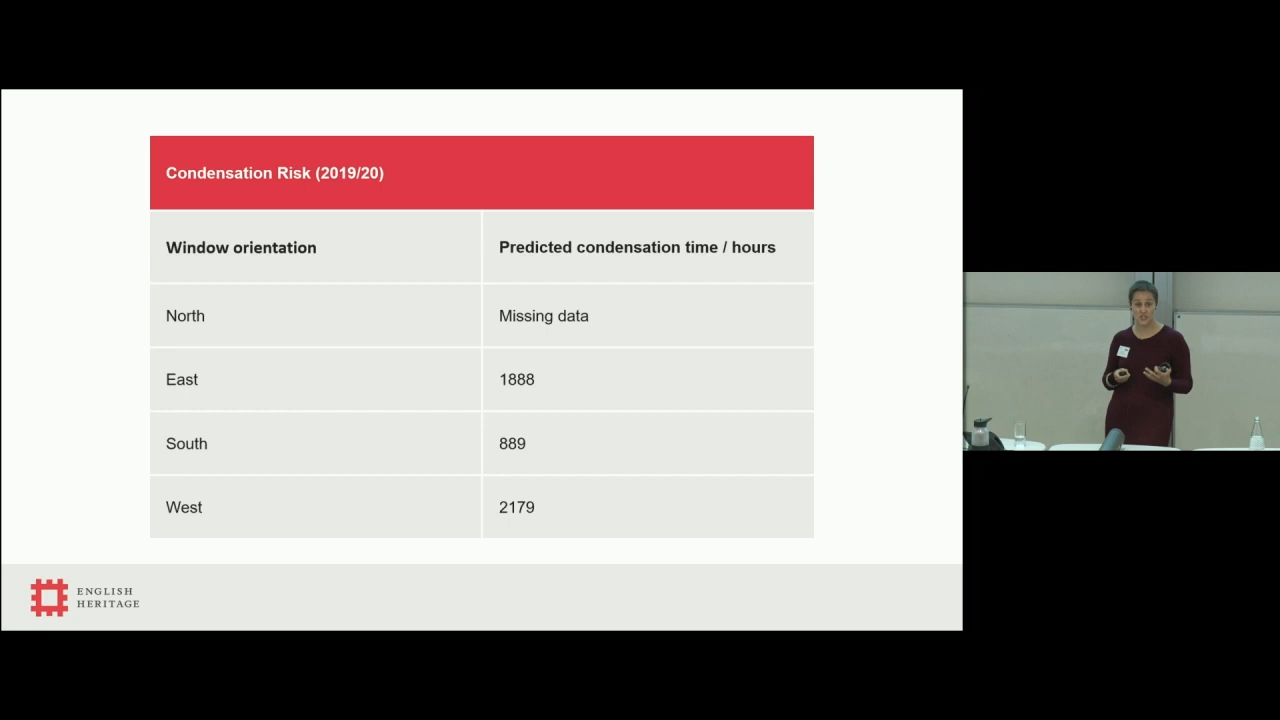 Condensation Risk (2019/20)
Window orientation
Predicted condensation time / hours
North
Missing data
East
1888
South
889
West
2179
ENGLISH
HERITAGE